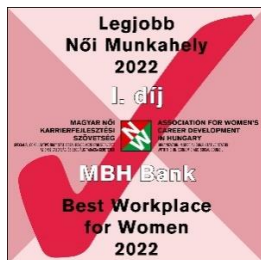 Legjobb
Női Munkahely
2022
I. díj
MAGYAR NŐI
KARRIERFEJLESZTÉSI
SZÖVETSÉG
ASSOCIATION FOR WOMEN'S
CAREER DEVELOPMENT
IN HUNGARY
MBH Bank
Best Workplace
for Women
2022